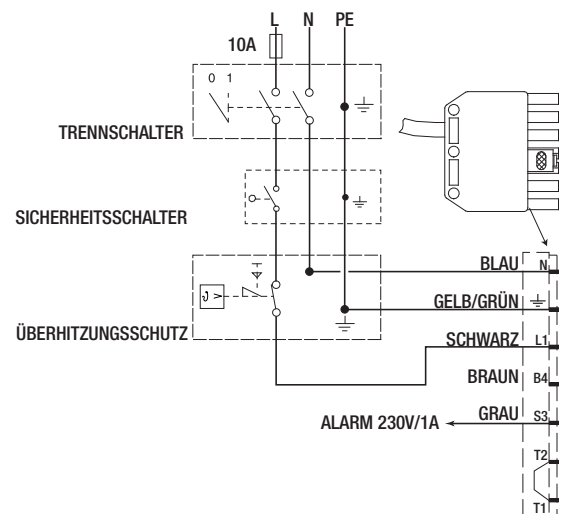 L N PE
10A
0 1
TRENNSCHALTER
SICHERHEITSSCHALTER
BLAU N
ϑ >
GELB/GRÜN
ÜBERHITZUNGSSCHUTZ
SCHWARZ L1
BRAUN B4
ALARM 230V/1A GRAU S3
T2
T1